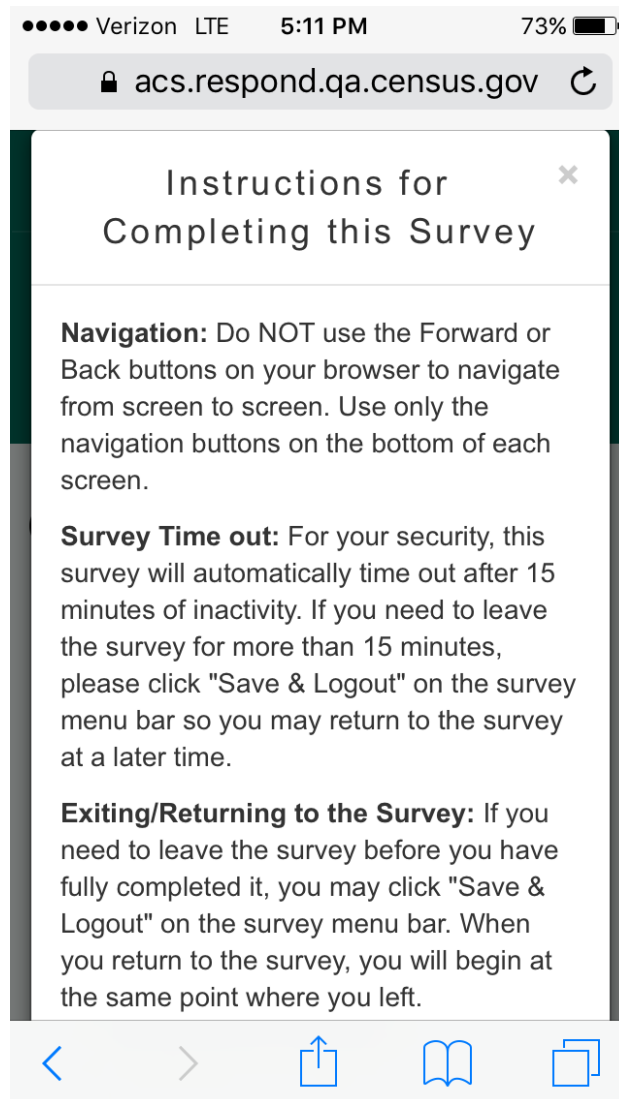 Verizon LTE 5:11 PM 73%
acs.respond.qa.census.gov
Instructions for
Completing this Survey
×
Navigation: Do NOT use the Forward or
Back buttons on your browser to navigate
from screen to screen. Use only the
navigation buttons on the bottom of each
screen.
Survey Time out: For your security, this
survey will automatically time out after 15
minutes of inactivity. If you need to leave
the survey for more than 15 minutes,
please click "Save & Logout" on the survey
menu bar so you may return to the survey
at a later time.
Exiting/Returning to the Survey: If you
need to leave the survey before you have
fully completed it, you may click "Save &
Logout" on the survey menu bar. When
you return to the survey, you will begin at
the same point where you left.